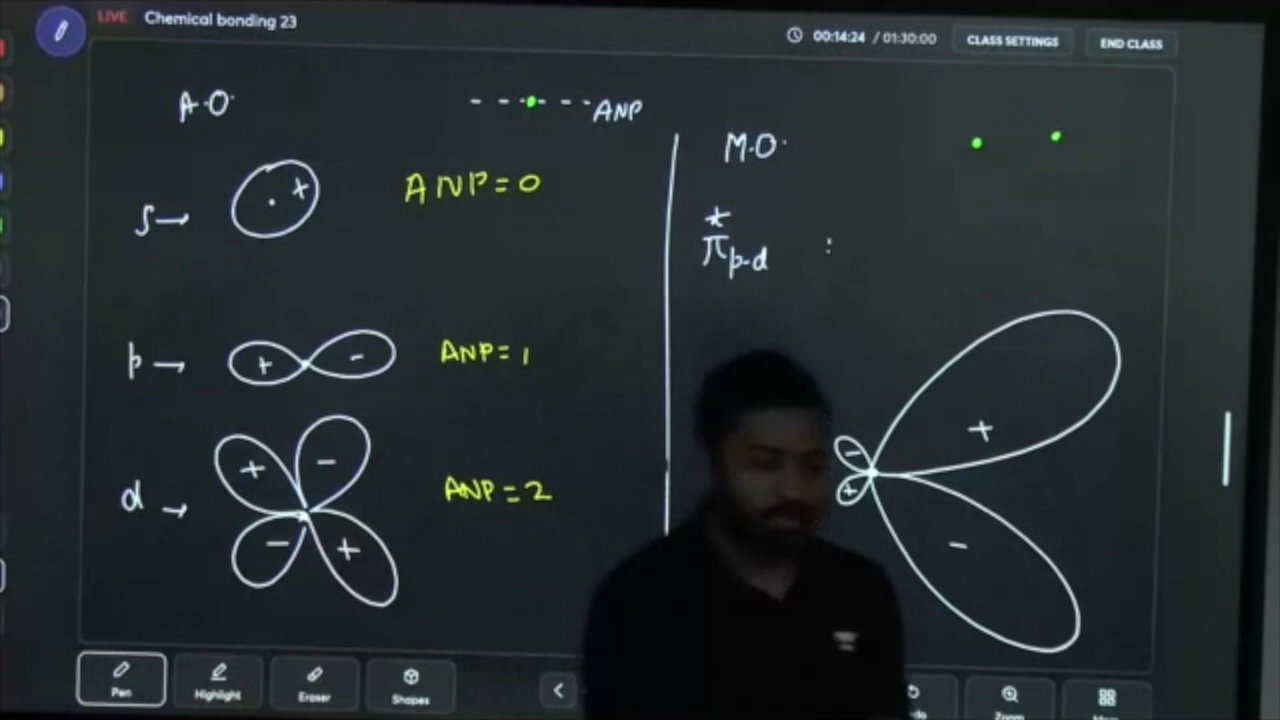 LIVE Chemical bonding 23
00:14:24 / 01:30:00 CLASS SETTINGS END CLASS
A.O.
ANP
S→ + ANP=0
p→ + - ANP=1
d→ + - - + ANP=2
M.O.
*
πp-d :
- + + -
Pen Highlight Eraser Shapes < Zoom